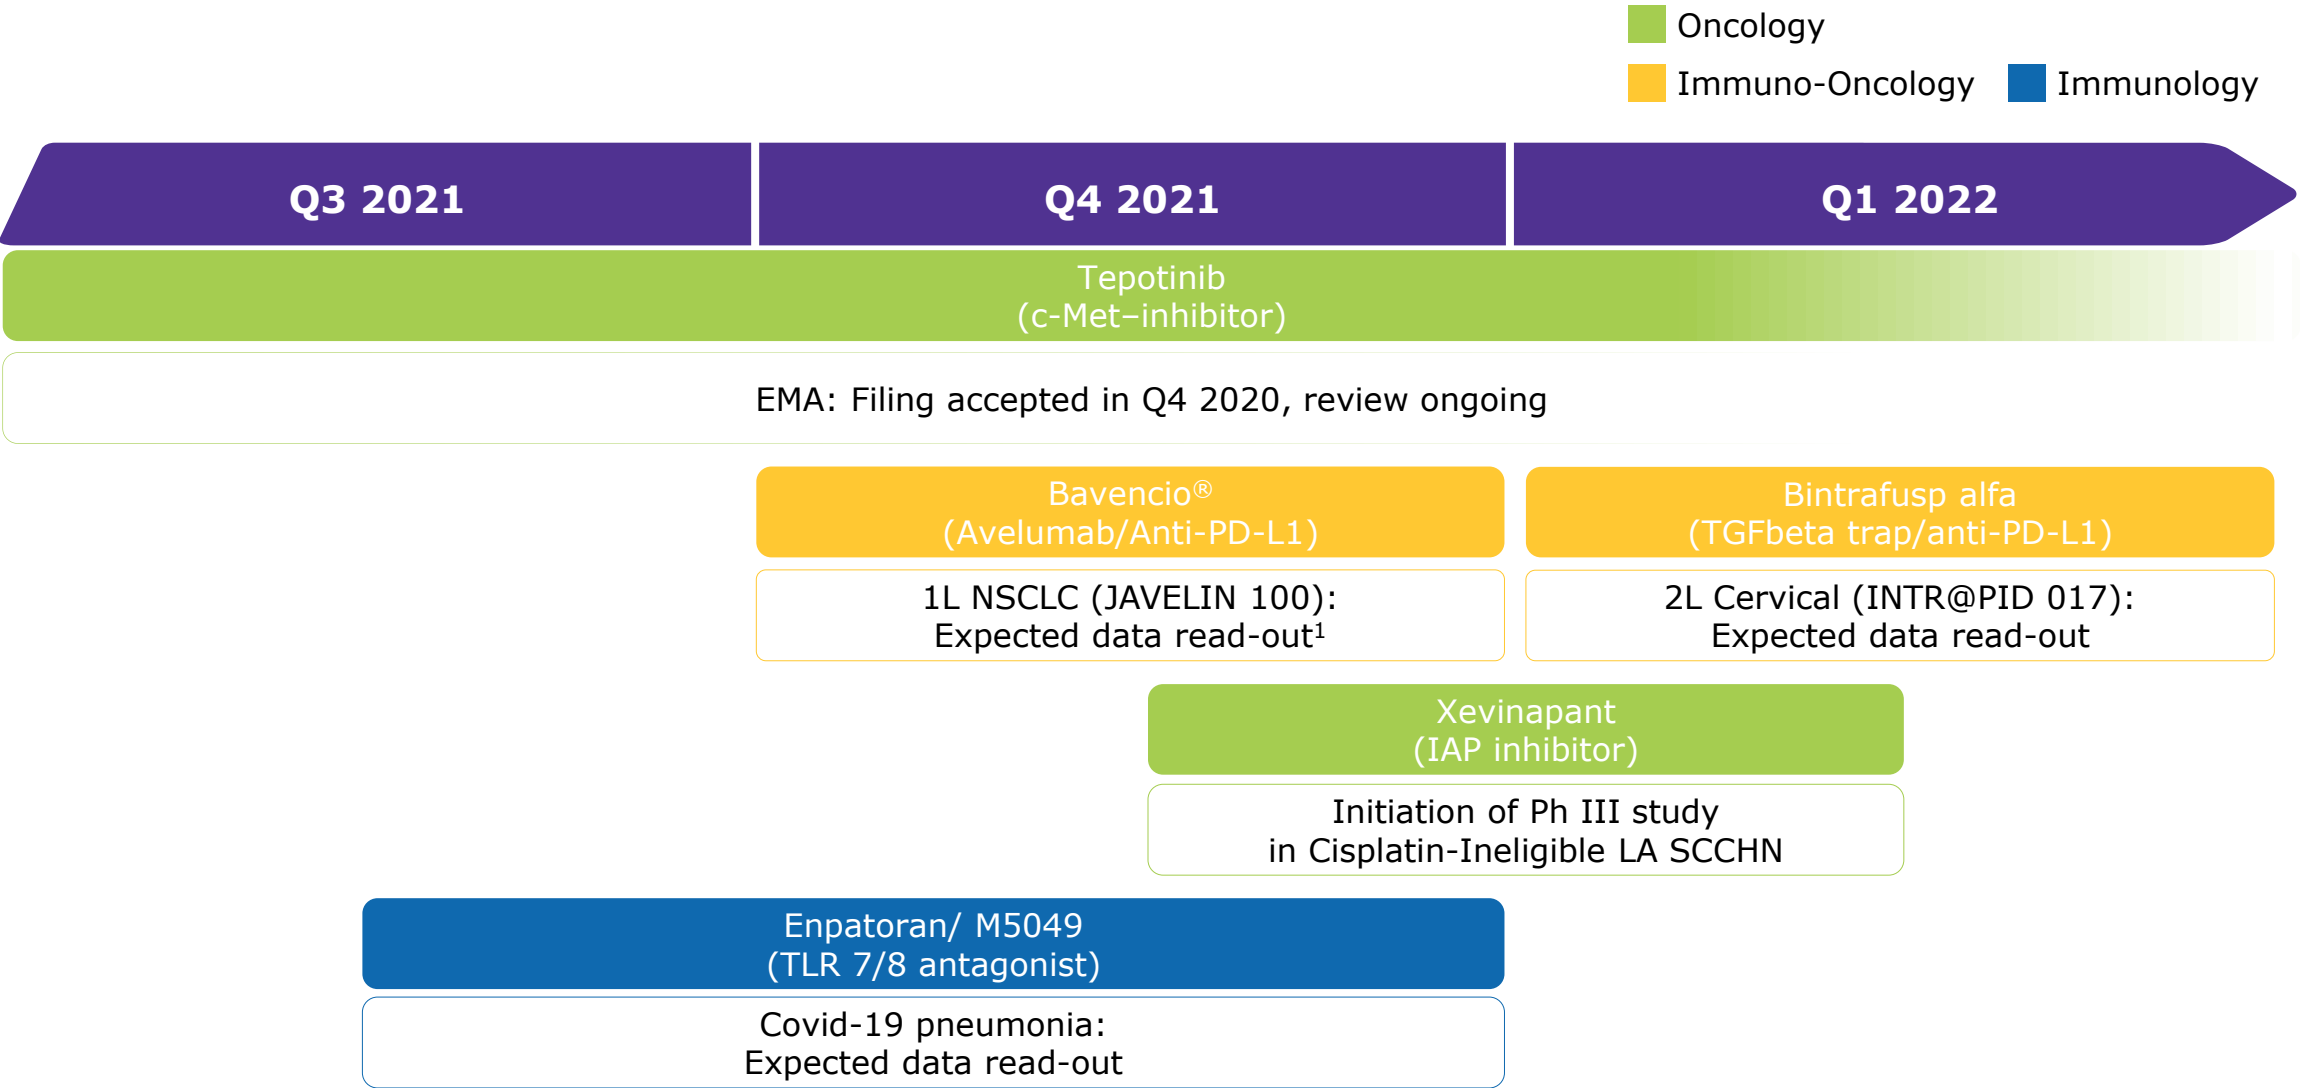 Oncology
Immuno-Oncology
Immunology
Q3 2021
Q4 2021
Q1 2022
Tepotinib
(c-Met–inhibitor)
EMA: Filing accepted in Q4 2020, review ongoing
Bavencio®
(Avelumab/Anti-PD-L1)
1L NSCLC (JAVELIN 100):
Expected data read-out¹
Bintrafusp alfa
(TGFbeta trap/anti-PD-L1)
2L Cervical (INTR@PID 017):
Expected data read-out
Xevinapant
(IAP inhibitor)
Initiation of Ph III study
in Cisplatin-Ineligible LA SCCHN
Enpatoran/ M5049
(TLR 7/8 antagonist)
Covid-19 pneumonia:
Expected data read-out